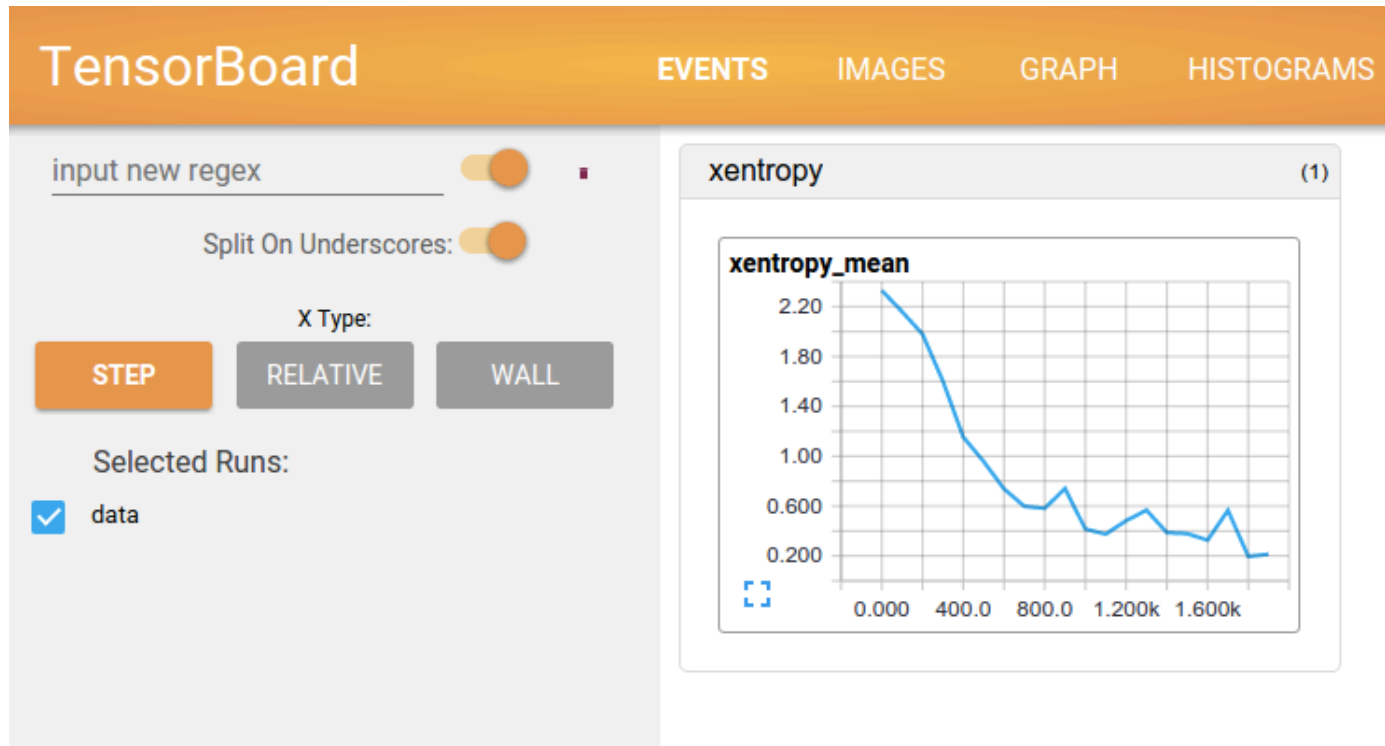 TensorBoard
EVENTS IMAGES GRAPH HISTOGRAMS
input new regex
Split On Underscores:
X Type:
STEP RELATIVE WALL
Selected Runs:
data
xentropy (1)
xentropy_mean
2.20
1.80
1.40
1.00
0.600
0.200
0.000 400.0 800.0 1.200k 1.600k